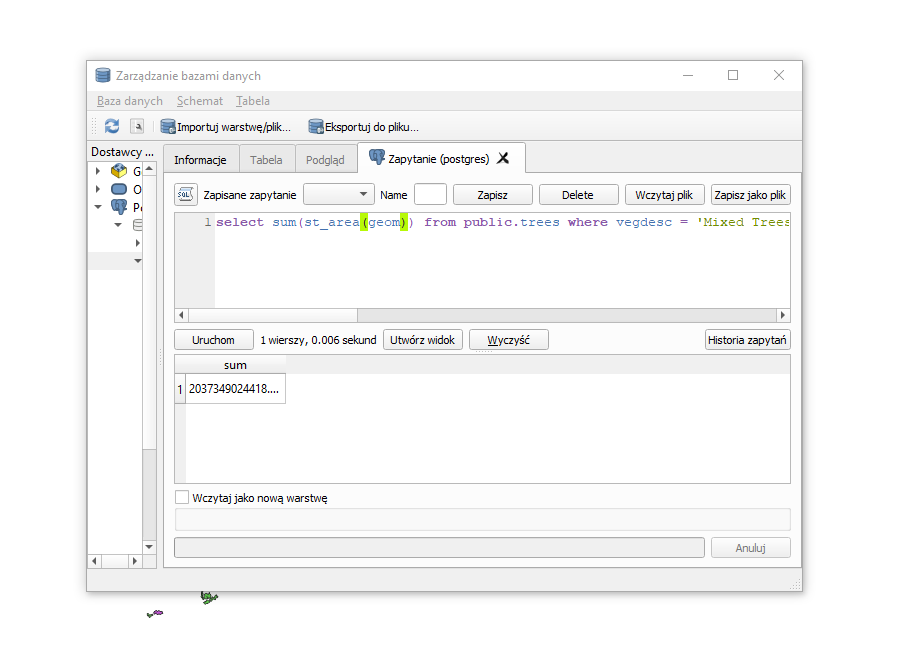 Zarządzanie bazami danych
Baza danych Schemat Tabela
Importuj warstwę/plik... Eksportuj do pliku...
Dostawcy ...
Informacje Tabela Podgląd Zapytanie (postgres)
G
O
SQL Zapisane zapytanie Name Zapisz Delete Wczytaj plik Zapisz jako plik
1 select sum(st_area(geom)) from public.trees where vegdesc = 'Mixed Trees
Uruchom 1 wierszy, 0.006 sekund Utwórz widok Wyczyść Historia zapytań
sum
1 2037349024418....
Wczytaj jako nową warstwę
Anuluj